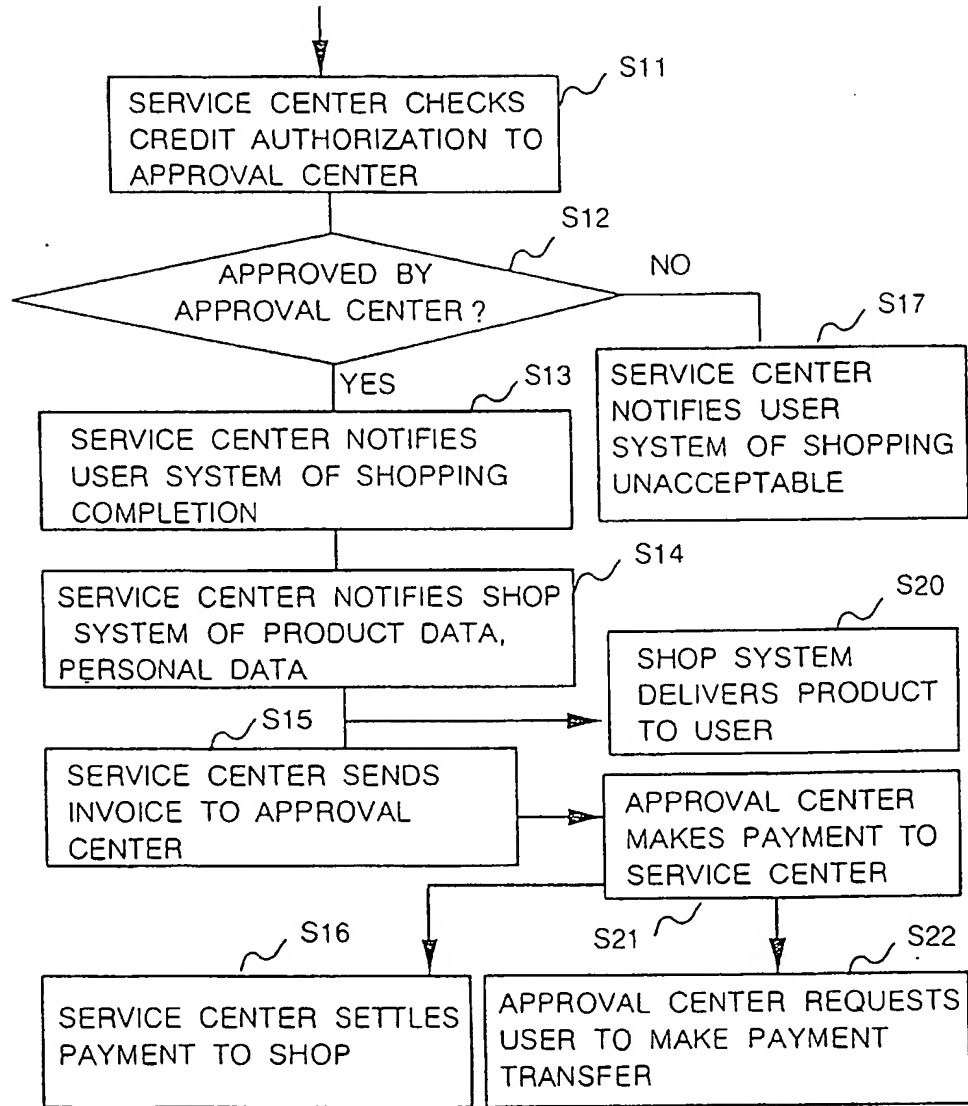 S11
SERVICE CENTER CHECKS
CREDIT AUTHORIZATION TO
APPROVAL CENTER
S12
APPROVED BY
APPROVAL CENTER?
NO
YES
S17
SERVICE CENTER
NOTIFIES USER
SYSTEM OF SHOPPING
UNACCEPTABLE
S13
SERVICE CENTER NOTIFIES
USER SYSTEM OF SHOPPING
COMPLETION
S14
SERVICE CENTER NOTIFIES SHOP
SYSTEM OF PRODUCT DATA,
PERSONAL DATA
S20
SHOP SYSTEM
DELIVERS PRODUCT
TO USER
S15
SERVICE CENTER SENDS
INVOICE TO APPROVAL
CENTER
APPROVAL CENTER
MAKES PAYMENT TO
SERVICE CENTER
S21
S16
SERVICE CENTER SETTLES
PAYMENT TO SHOP
S22
APPROVAL CENTER REQUESTS
USER TO MAKE PAYMENT
TRANSFER